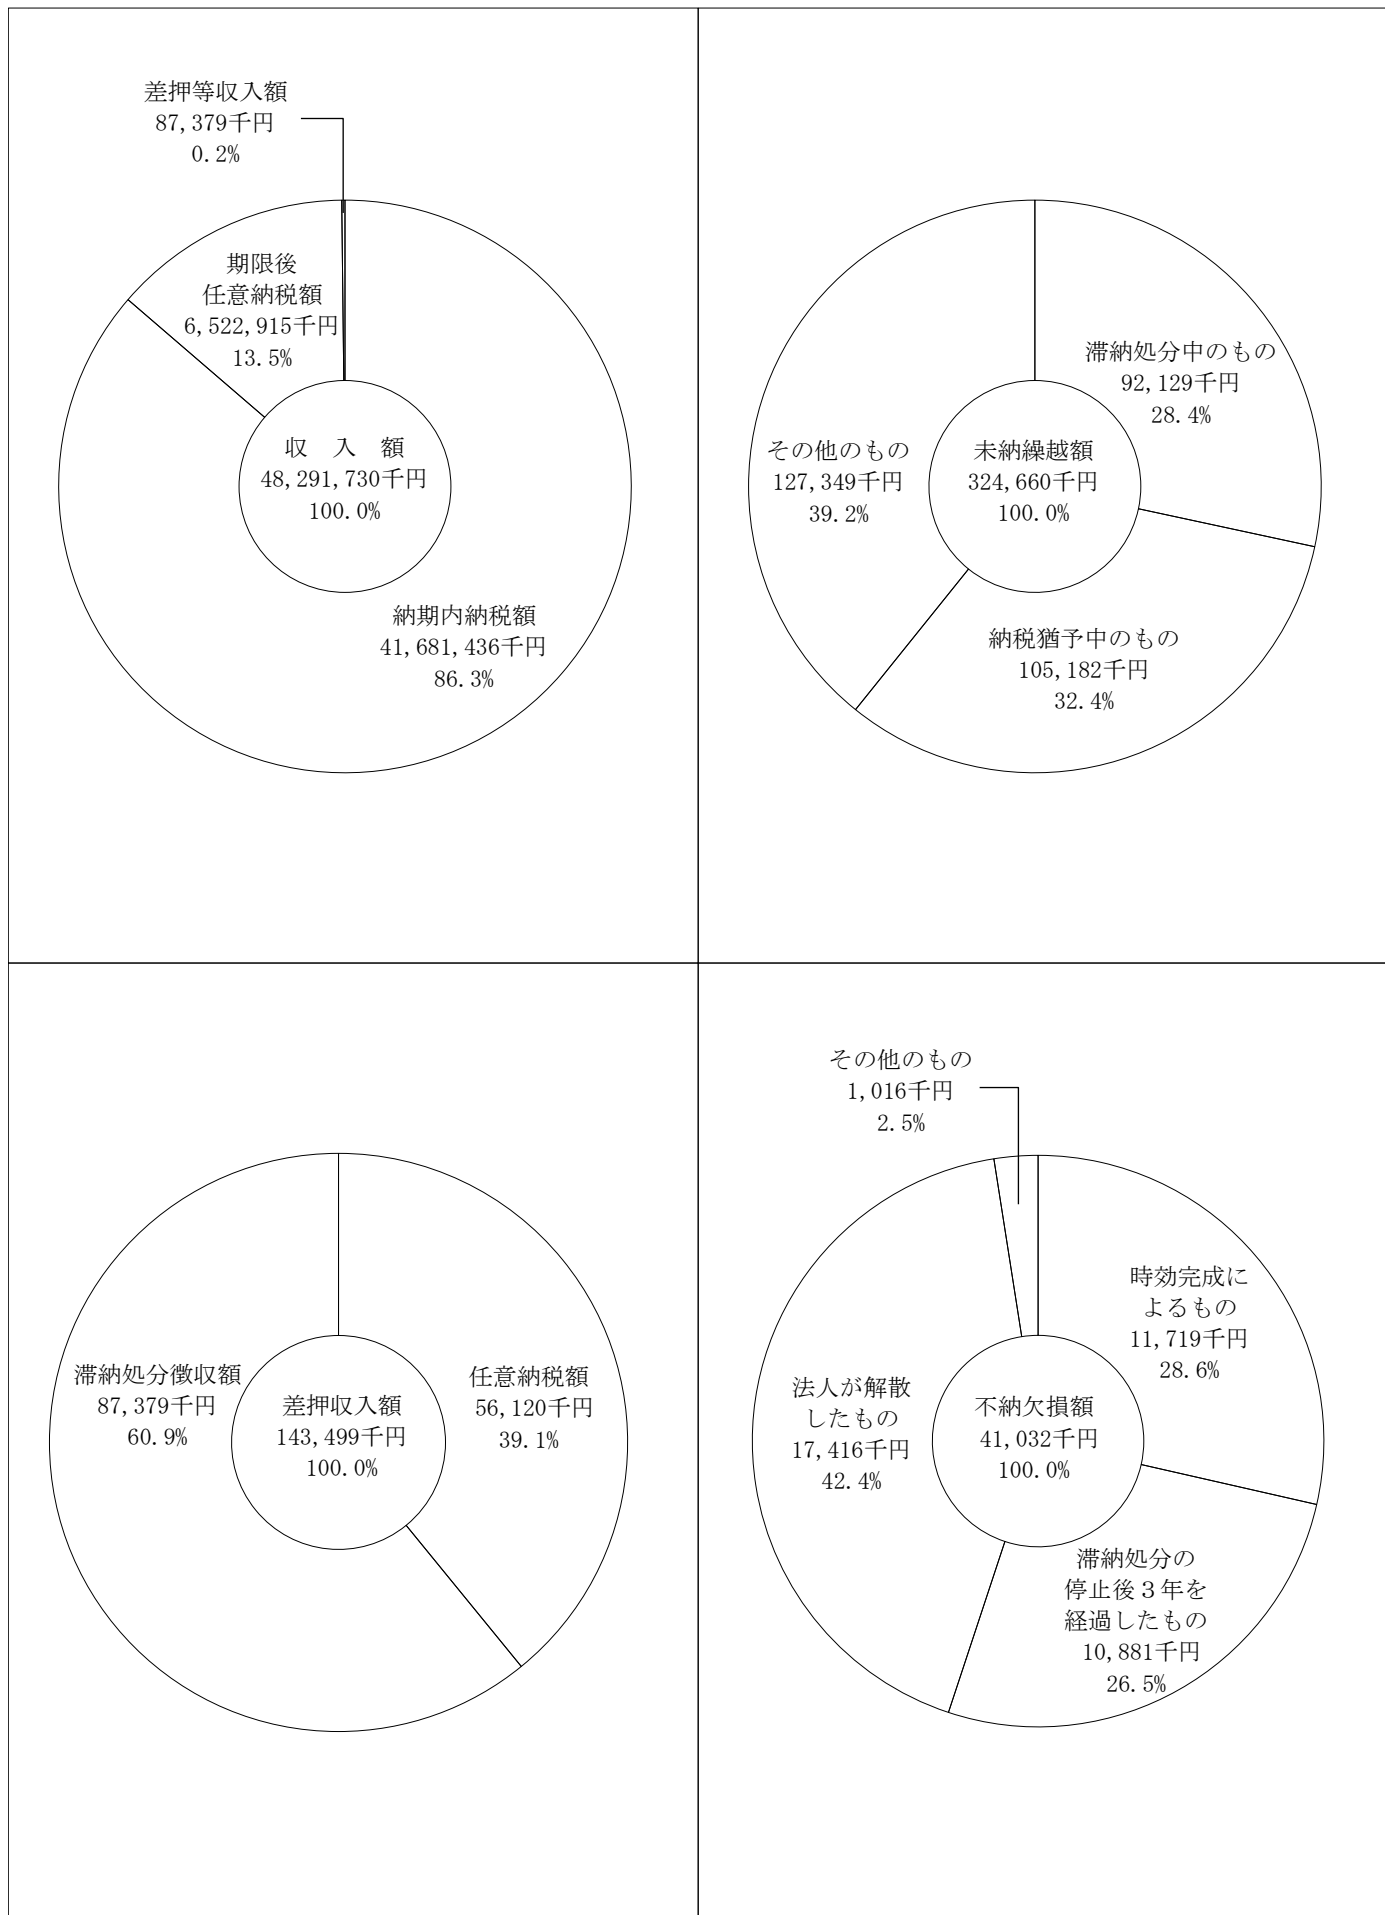 差押等収入額
87,379千円
0.2%
期限後
任意納税額
6,522,915千円
13.5%
収　入　額
48,291,730千円
100.0%
納期内納税額
41,681,436千円
86.3%
滞納処分中のもの
92,129千円
28.4%
その他のもの
127,349千円
39.2%
未納繰越額
324,660千円
100.0%
納税猶予中のもの
105,182千円
32.4%
滞納処分徴収額
87,379千円
60.9%
差押収入額
143,499千円
100.0%
任意納税額
56,120千円
39.1%
その他のもの
1,016千円
2.5%
時効完成に
よるもの
11,719千円
28.6%
法人が解散
したもの
17,416千円
42.4%
不納欠損額
41,032千円
100.0%
滞納処分の
停止後３年を
経過したもの
10,881千円
26.5%